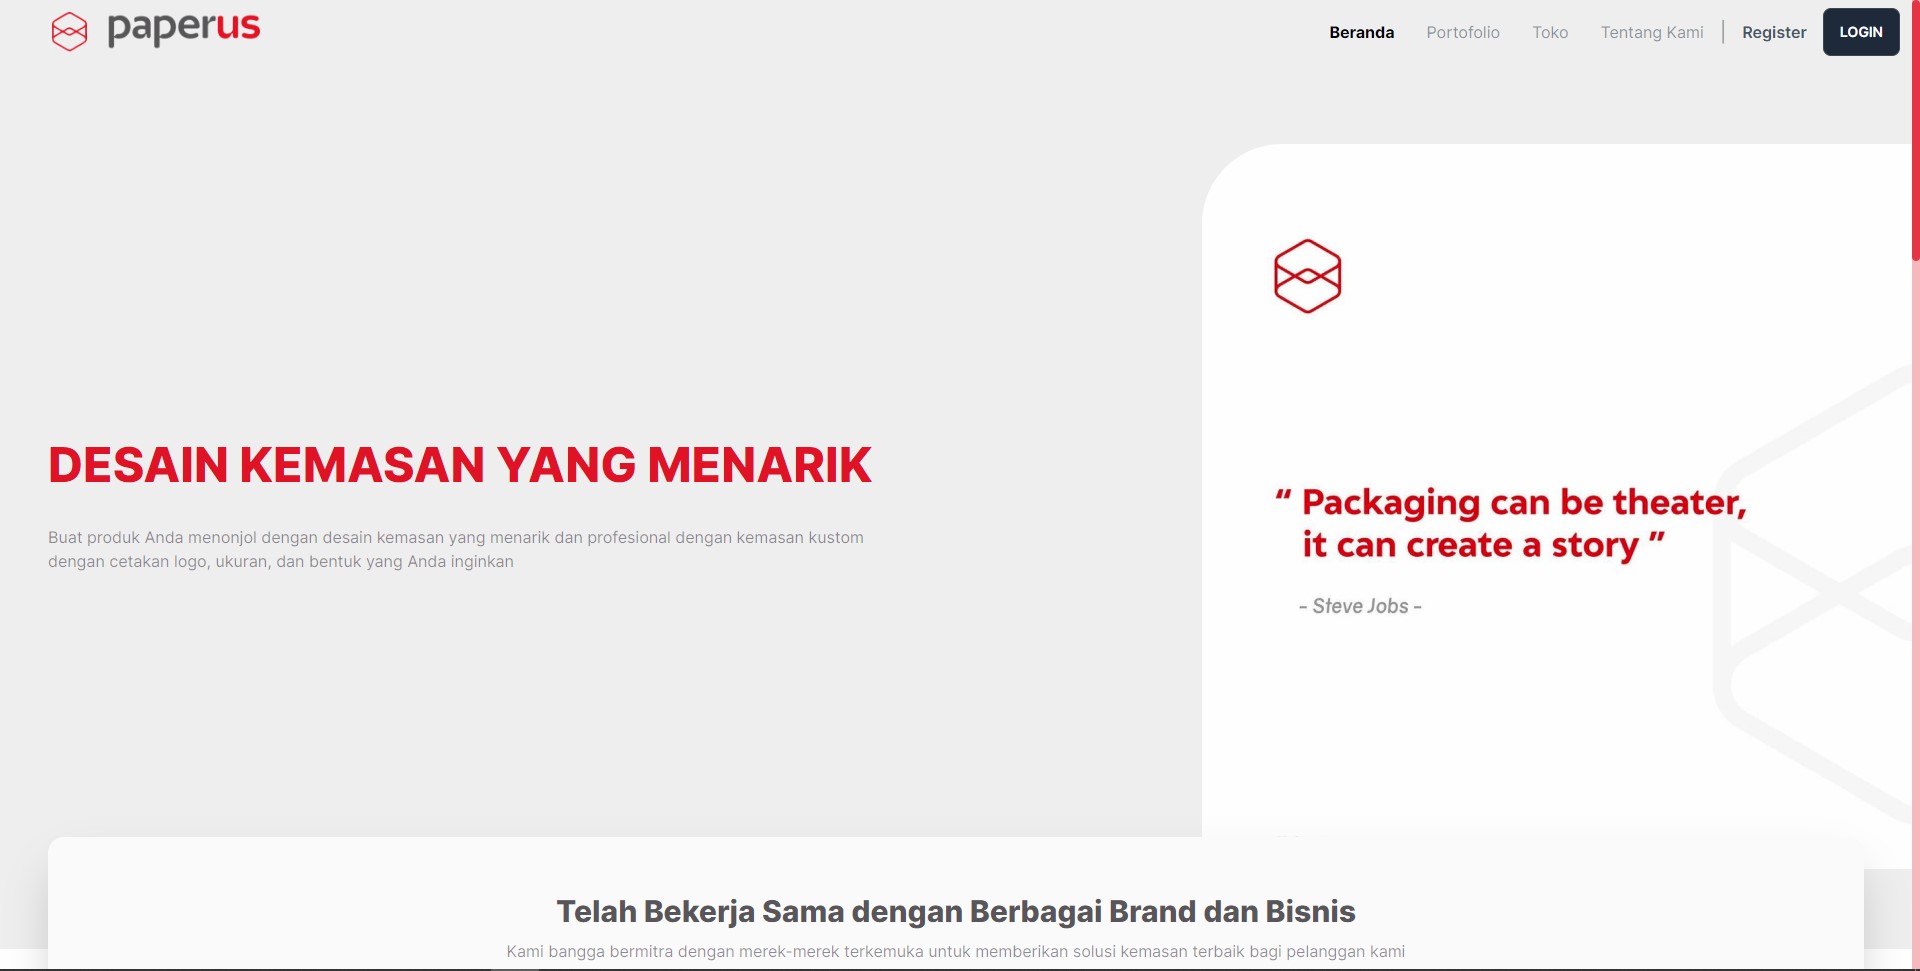 paperus
Beranda Portofolio Toko Tentang Kami Register LOGIN
DESAIN KEMASAN YANG MENARIK
Buat produk Anda menonjol dengan desain kemasan yang menarik dan profesional dengan kemasan kustom
dengan cetakan logo, ukuran, dan bentuk yang Anda inginkan
“ Packaging can be theater,
it can create a story ”
- Steve Jobs -
Telah Bekerja Sama dengan Berbagai Brand dan Bisnis
Kami bangga bermitra dengan merek-merek terkemuka untuk memberikan solusi kemasan terbaik bagi pelanggan kami